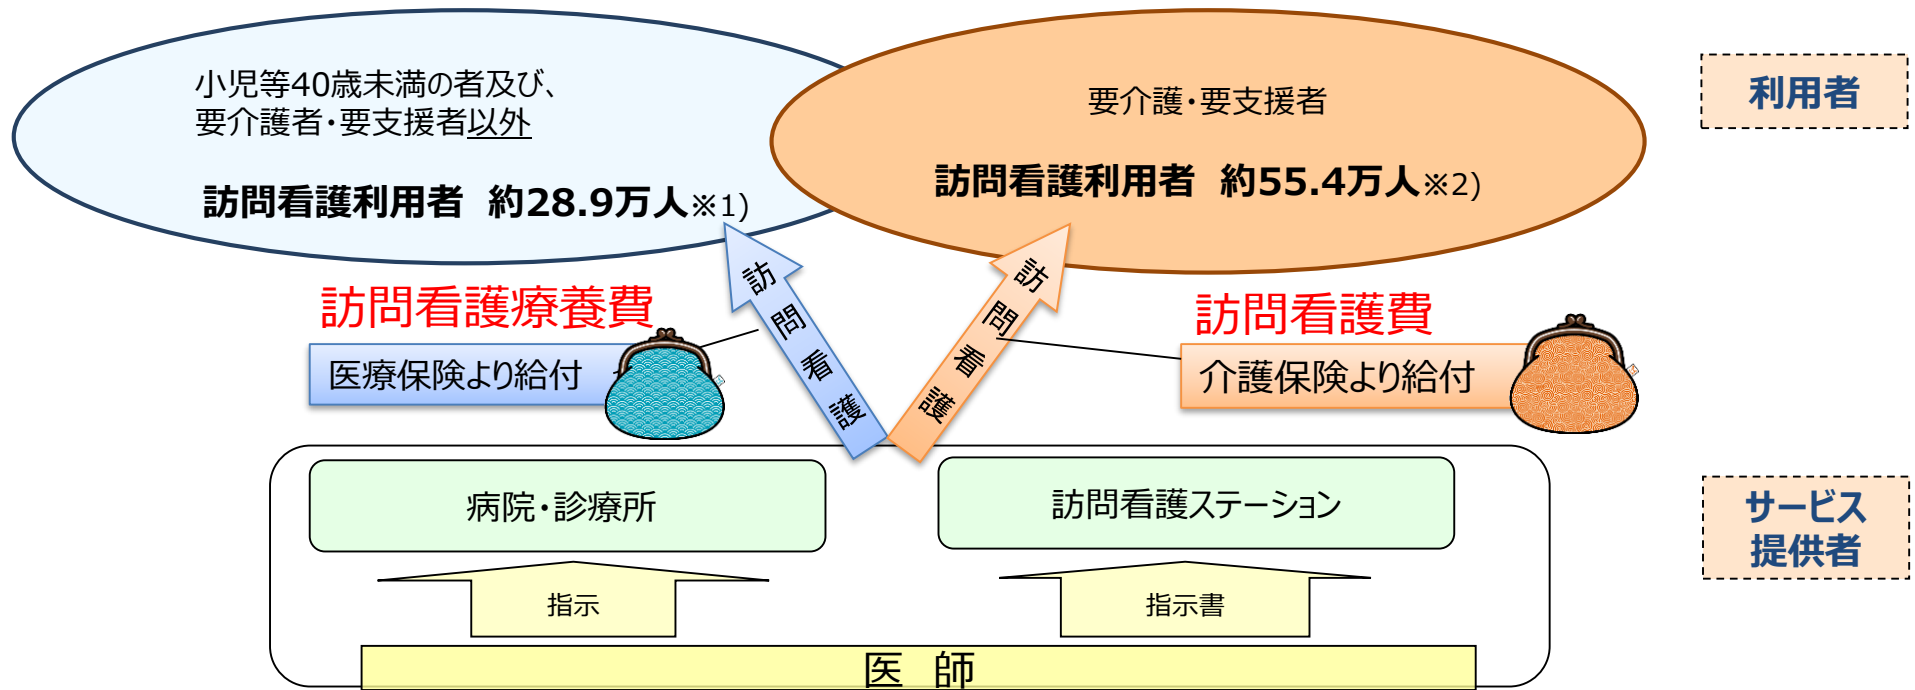 小児等40歳未満の者及び、
要介護者・要支援者以外
訪問看護利用者 約28.9万人※1)
要介護・要支援者
訪問看護利用者 約55.4万人※2)
利用者
訪問看護
訪問看護
訪問看護療養費
医療保険より給付
訪問看護費
介護保険より給付
病院・診療所
訪問看護ステーション
サービス
提供者
指示
指示書
医 師